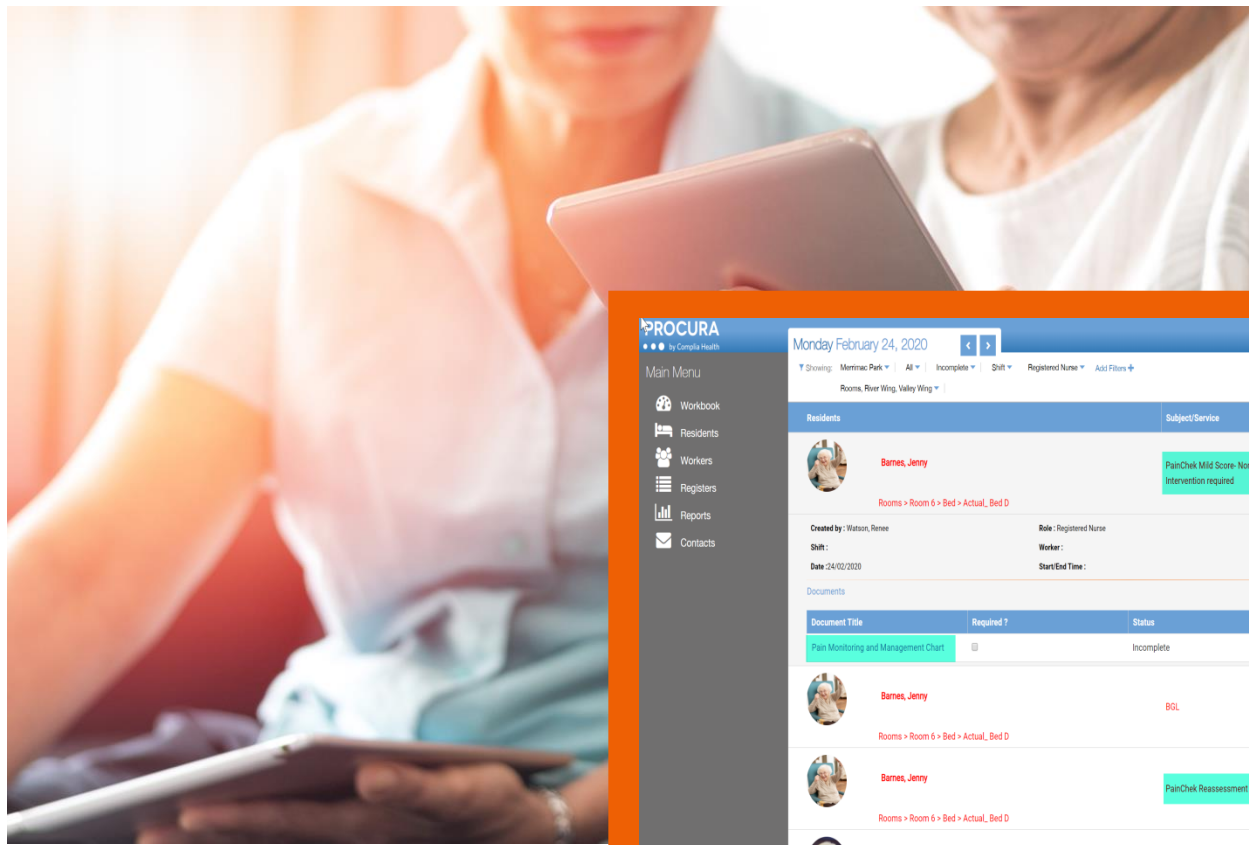 PROCURA
by Complia Health
Main Menu
Workbook
Residents
Workers
Registers
Reports
Contacts
Monday February 24, 2020
Showing: Merrimac Park All Incomplete Shift Registered Nurse Add Filters
Rooms, River Wing, Valley Wing
Residents Subject/Service
Barnes, Jenny
PainChek Mild Score- Non
Intervention required
Rooms > Room 6 > Bed > Actual_ Bed D
Created by : Watson, Renee Role : Registered Nurse
Shift : Worker :
Date :24/02/2020 Start/End Time :
Documents
Document Title Required ? Status
Pain Monitoring and Management Chart Incomplete
Barnes, Jenny
BGL
Rooms > Room 6 > Bed > Actual_ Bed D
Barnes, Jenny
PainChek Reassessment
Rooms > Room 6 > Bed > Actual_ Bed D